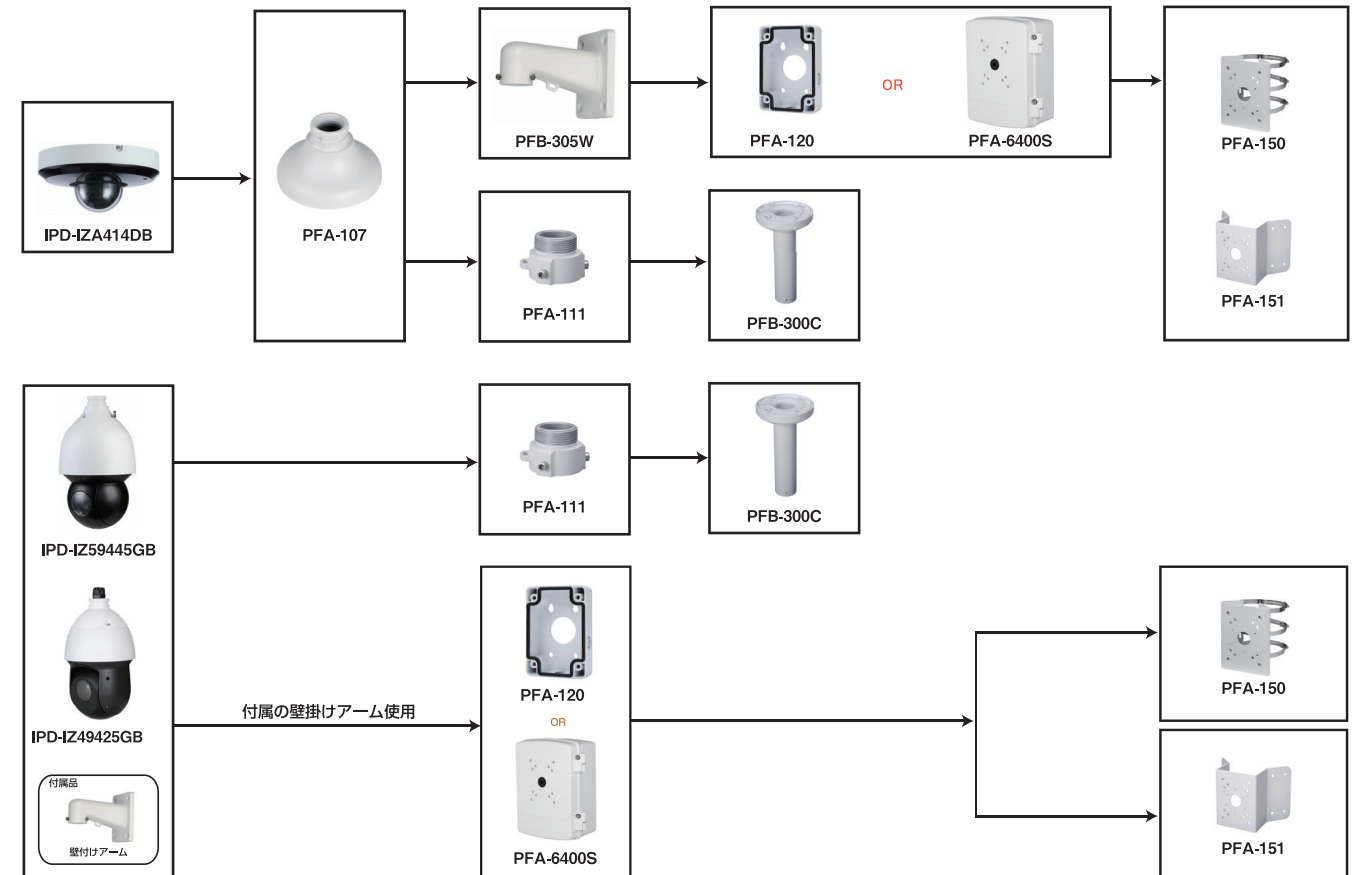 IPD-IZA414DB
PFA-107
PFB-305W
PFA-120
OR
PFA-6400S
PFA-150
PFA-151
PFA-111
PFB-300C
IPD-IZ59445GB
IPD-IZ49425GB
付属品
壁付けアーム
PFA-111
PFB-300C
付属の壁掛けアーム使用
PFA-120
OR
PFA-6400S
PFA-150
PFA-151